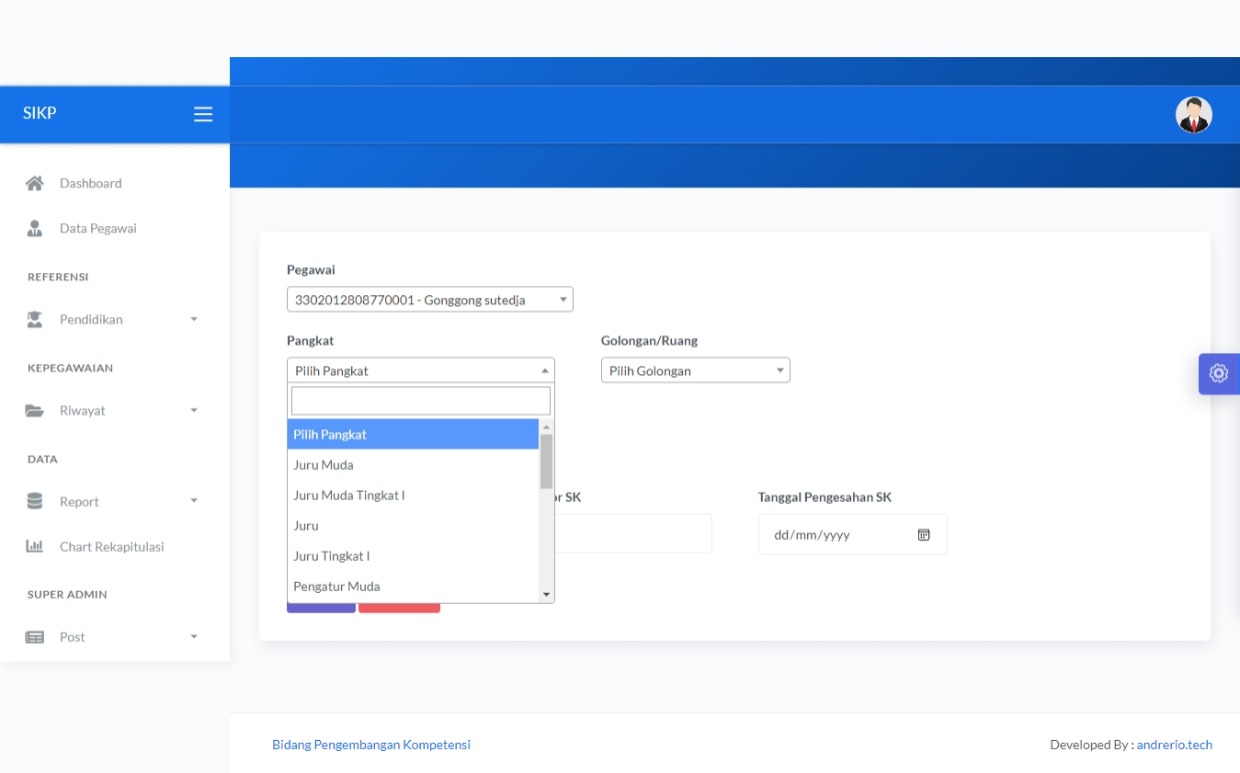 SIKP
Dashboard
Data Pegawai
REFERENSI
Pendidikan
KEPEGAWAIAN
Riwayat
DATA
Report
Chart Rekapitulasi
SUPER ADMIN
Post
Pegawai
3302012808770001 - Gonggong sutedja
Pangkat
Golongan/Ruang
Pilih Pangkat
Pilih Golongan
Pilih Pangkat
Juru Muda
Juru Muda Tingkat I
Juru
Juru Tingkat I
Pengatur Muda
SK
Tanggal Pengesahan SK
dd/mm/yyyy
Bidang Pengembangan Kompetensi
Developed By : andrerio.tech